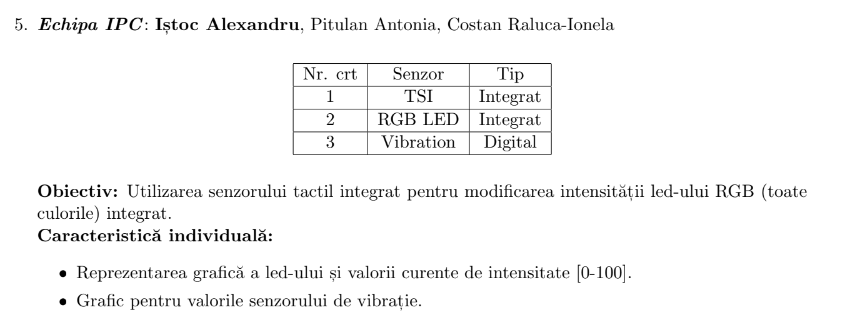 5. Echipa IPC: Iștoc Alexandru, Pitulan Antonia, Costan Raluca-Ionela
Nr. crt Senzor Tip
1 TSI Integrat
2 RGB LED Integrat
3 Vibration Digital
Obiectiv: Utilizarea senzorului tactil integrat pentru modificarea intensității led-ului RGB (toate
culorile) integrat.
Caracteristică individuală:
• Reprezentarea grafică a led-ului și valorii curente de intensitate [0-100].
• Grafic pentru valorile senzorului de vibrație.